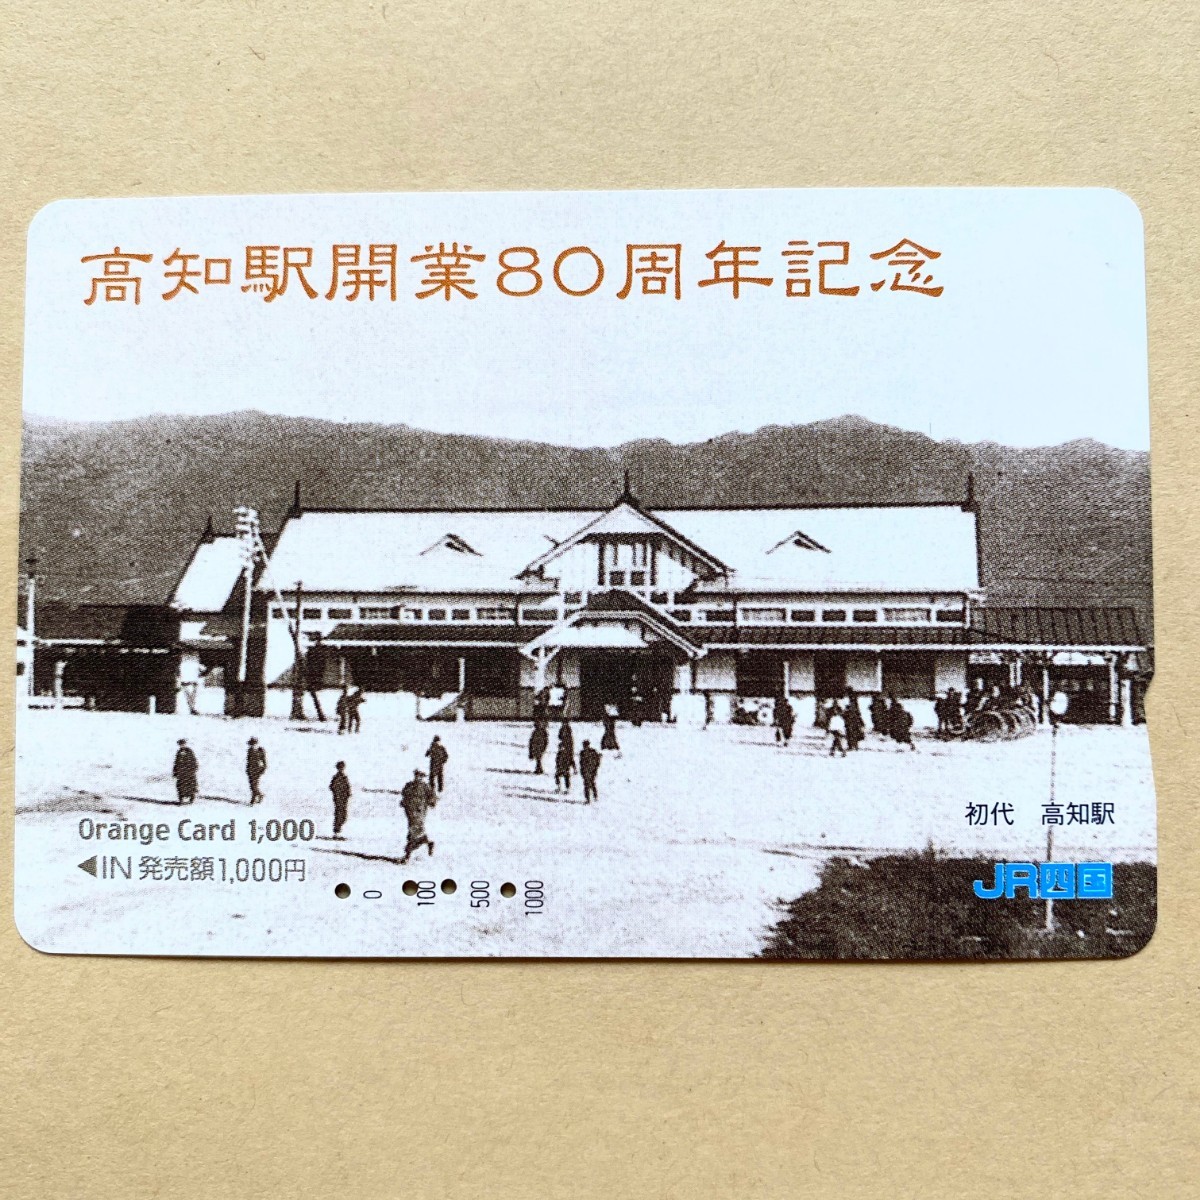 高知駅開業80周年記念
初代 高知駅
Orange Card 1,000
◀IN 発売額1,000円
0 100 500 1000
JR四国